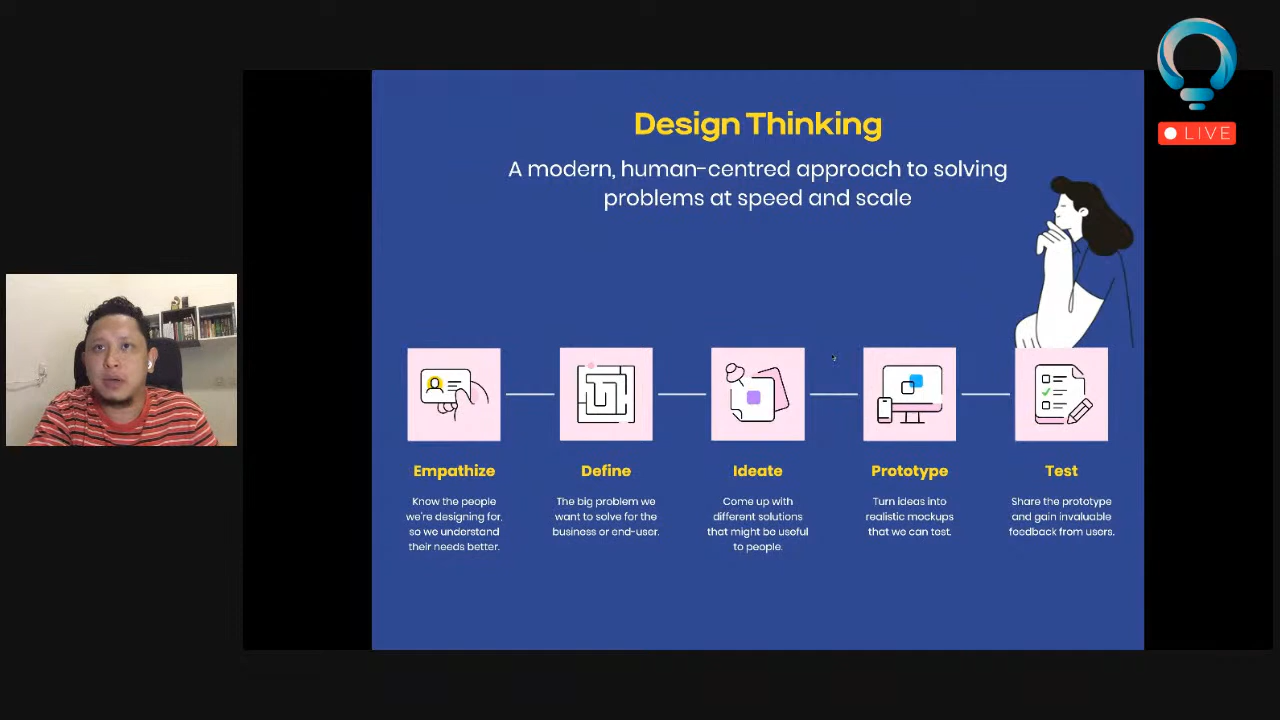 LIVE
Design Thinking
A modern, human-centred approach to solving
problems at speed and scale
Empathize
Know the people
we're designing for,
so we understand
their needs better.
Define
The big problem we
want to solve for the
business or end-user.
Ideate
Come up with
different solutions
that might be useful
to people.
Prototype
Turn ideas into
realistic mockups
that we can test.
Test
Share the prototype
and gain invaluable
feedback from users.